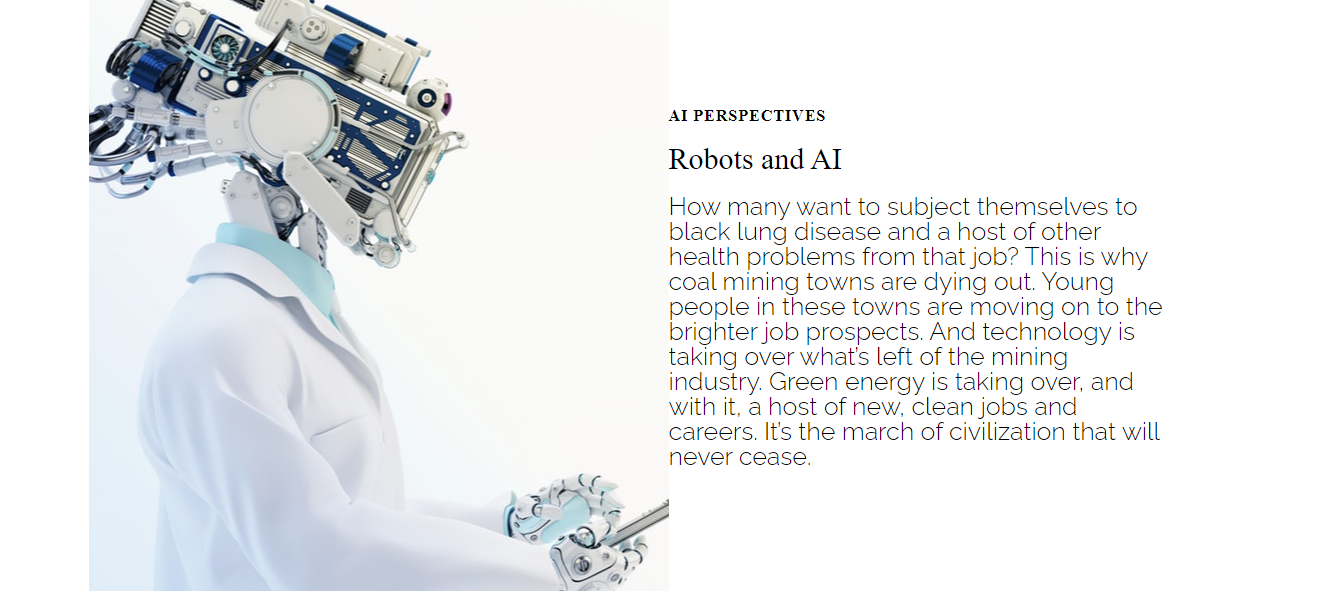 AI PERSPECTIVES
Robots and AI
How many want to subject themselves to
black lung disease and a host of other
health problems from that job? This is why
coal mining towns are dying out. Young
people in these towns are moving on to the
brighter job prospects. And technology is
taking over what's left of the mining
industry. Green energy is taking over, and
with it, a host of new, clean jobs and
careers. It's the march of civilization that will
never cease.